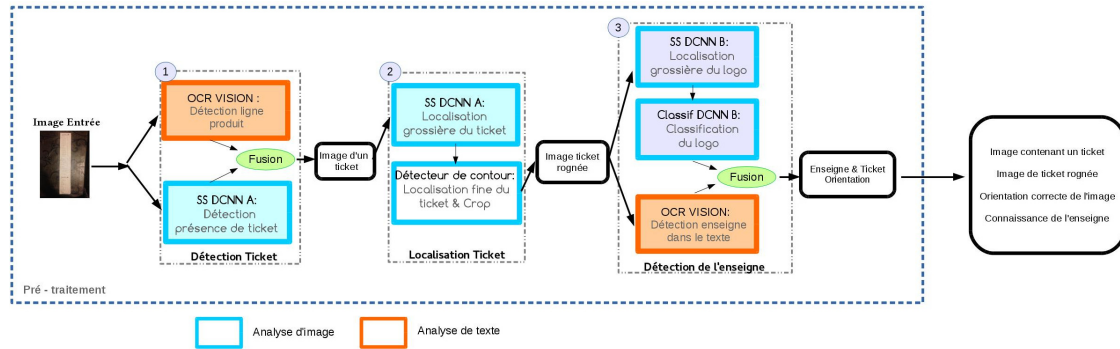 Image Entrée
1
OCR VISION :
Détection ligne
produit
Fusion
SS DCNN A:
Détection
présence de ticket
Détection Ticket
Image d'un
ticket
2
SS DCNN A:
Localisation
grossière du ticket
Détecteur de contour:
Localisation fine du
ticket & Crop
Localisation Ticket
Image ticket
rognée
3
SS DCNN B:
Localisation
grossière du logo
Classif DCNN B:
Classification
du logo
Fusion
OCR VISION:
Détection enseigne
dans le texte
Détection de l'enseigne
Enseigne & Ticket
Orientation
Image contenant un ticket
Image de ticket rognée
Orientation correcte de l'image
Connaissance de l'enseigne
Pré - traitement
Analyse d'image
Analyse de texte